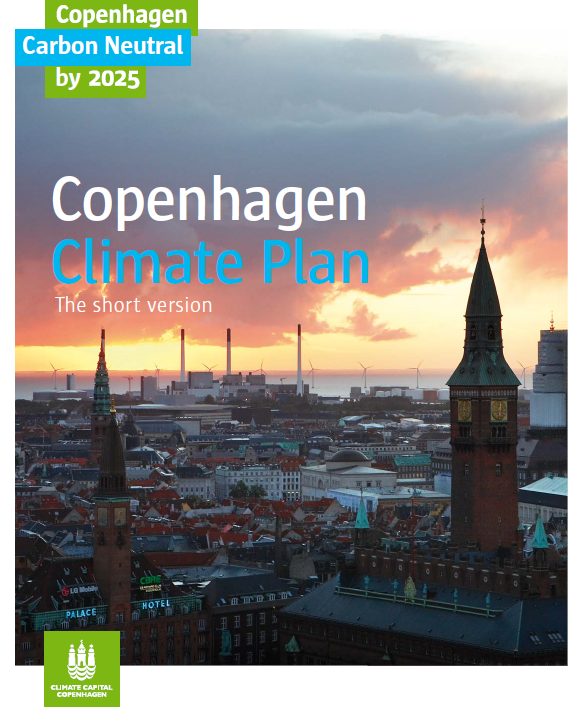 Copenhagen
Carbon Neutral
by 2025
Copenhagen
Climate Plan
The short version
LG Mobile
PALACE
HOTEL
CLIMATE CAPITAL
COPENHAGEN